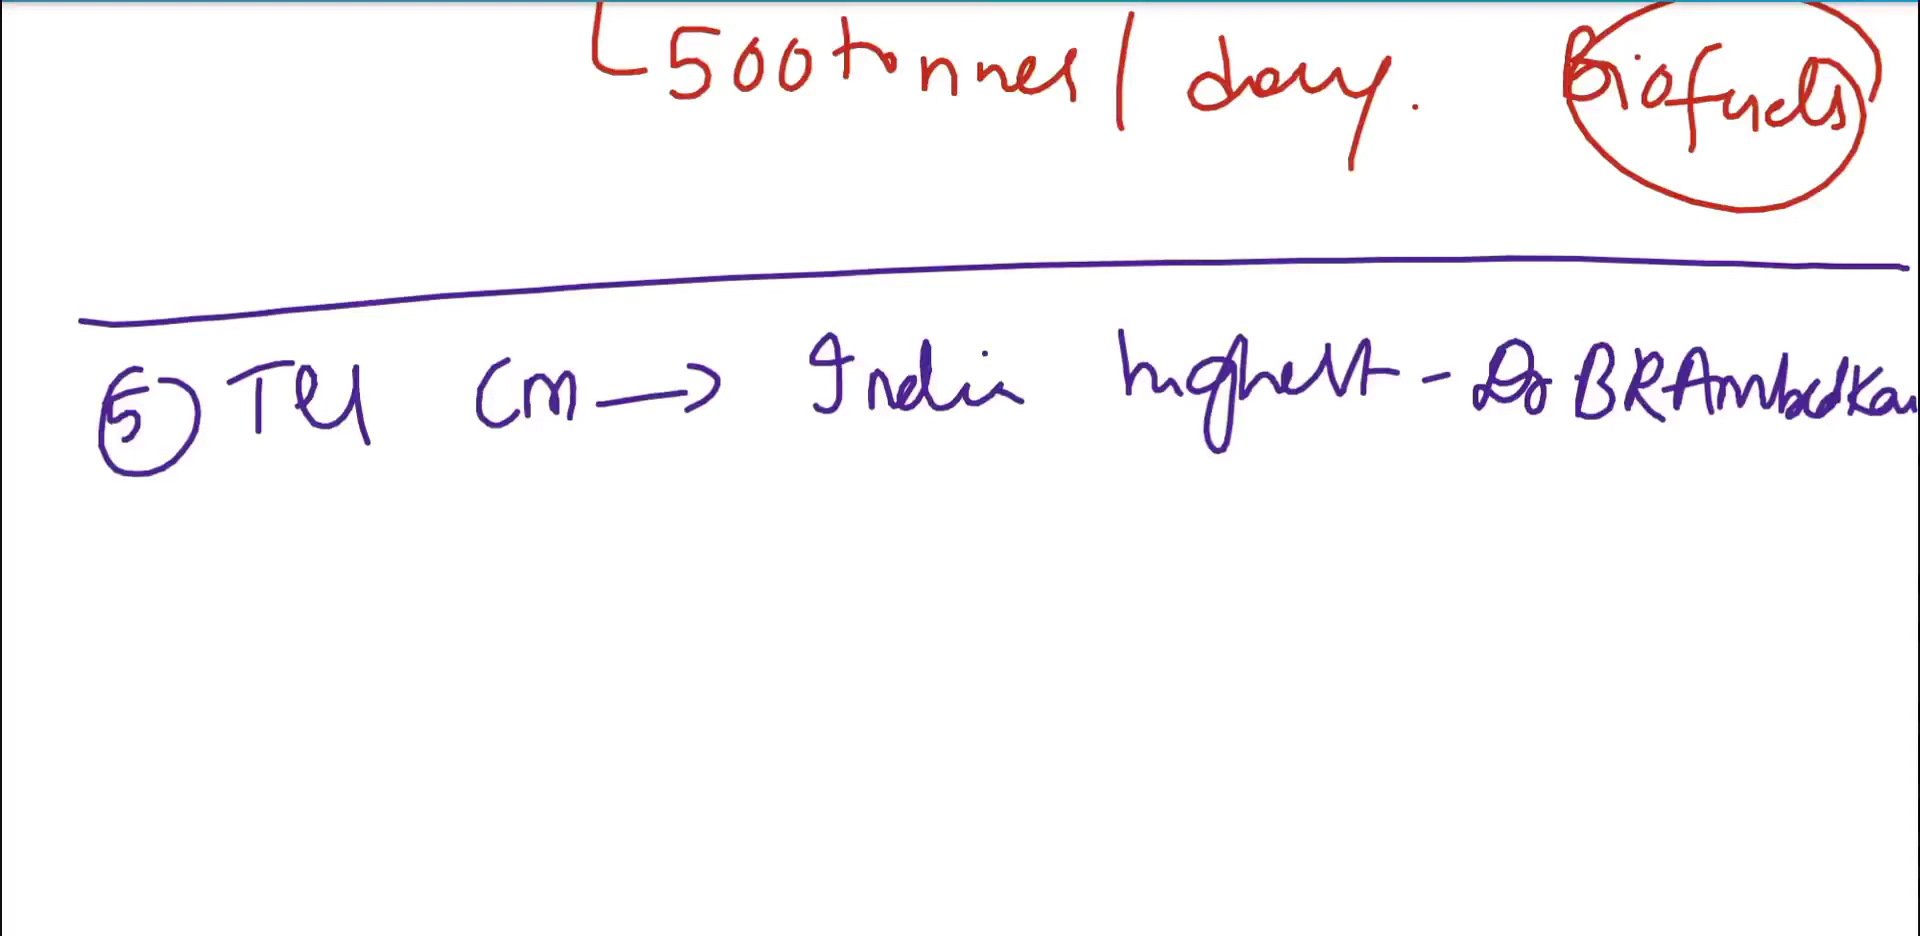 500 tonnes / day. Biofuels
5 Tel CM → India highest - Dr BR Ambedkar